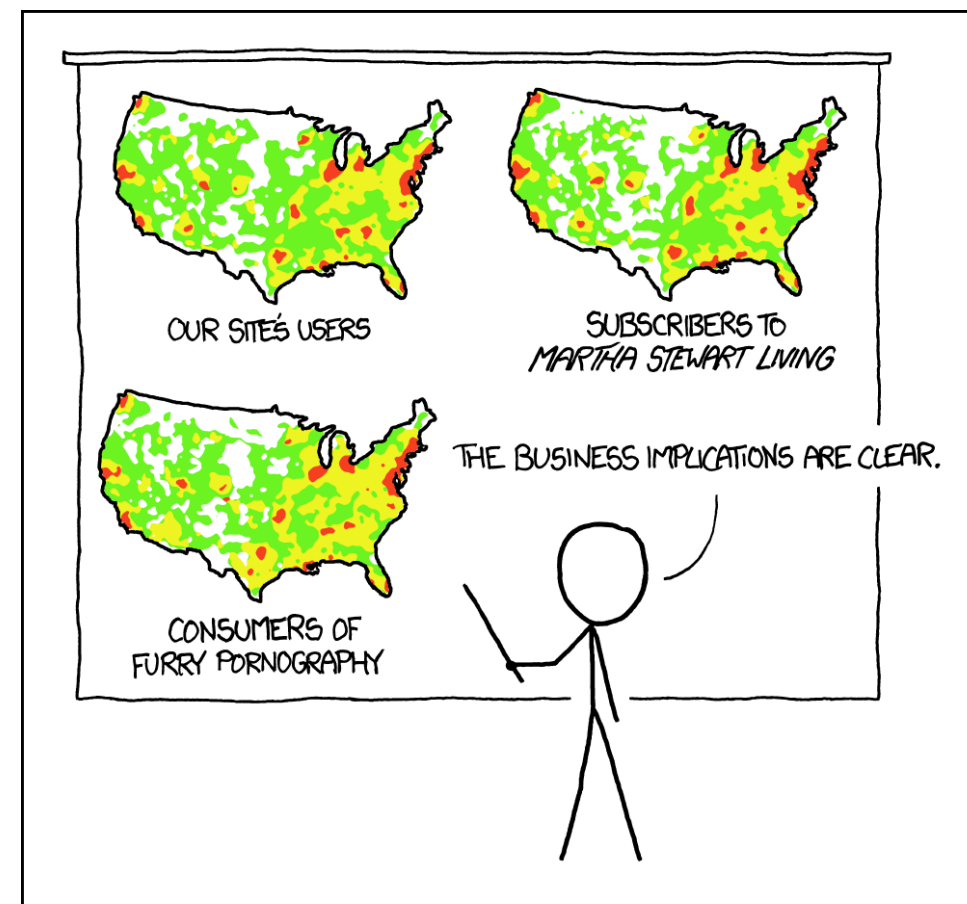 OUR SITE'S USERS
SUBSCRIBERS TO
MARTHA STEWART LIVING
CONSUMERS OF
FURRY PORNOGRAPHY
THE BUSINESS IMPLICATIONS ARE CLEAR.